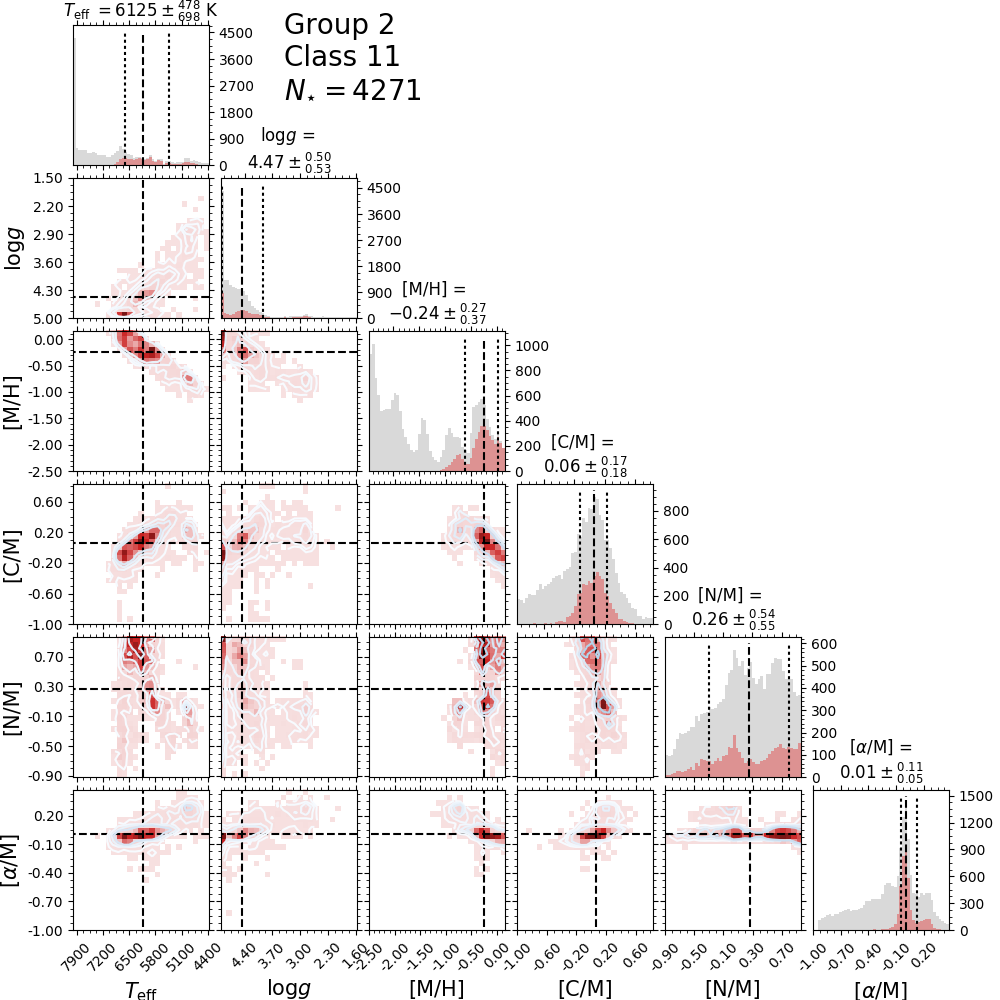 T_eff = 6125 ± 478 698 K
Group 2
Class 11
N⋆ = 4271
4500
3600
2700
1800
900
0
logg =
4.47 ± 0.50 0.53
1.50
2.20
2.90
3.60
4.30
5.00
logg
4500
3600
2700
1800
900
0
[M/H] =
−0.24 ± 0.27 0.37
0.00
-0.50
-1.00
-1.50
-2.00
-2.50
[M/H]
1000
800
600
400
200
0
[C/M] =
0.06 ± 0.17 0.18
0.60
0.20
-0.20
-0.60
-1.00
[C/M]
800
600
400
200
0
[N/M] =
0.26 ± 0.54 0.55
0.70
0.30
-0.10
-0.50
-0.90
[N/M]
600
500
400
300
200
100
0
[α/M] =
0.01 ± 0.11 0.05
0.20
-0.10
-0.40
-0.70
-1.00
[α/M]
1500
1200
900
600
300
0
7900 7200 6500 5800 5100 4400
4.40 3.70 3.00 2.30 1.60
-2.50 -2.00 -1.50 -1.00 -0.50 0.00
-1.00 -0.60 -0.20 0.20 0.60
-0.90 -0.50 -0.10 0.30 0.70
-1.00 -0.70 -0.40 -0.10 0.20
T_eff logg [M/H] [C/M] [N/M] [α/M]